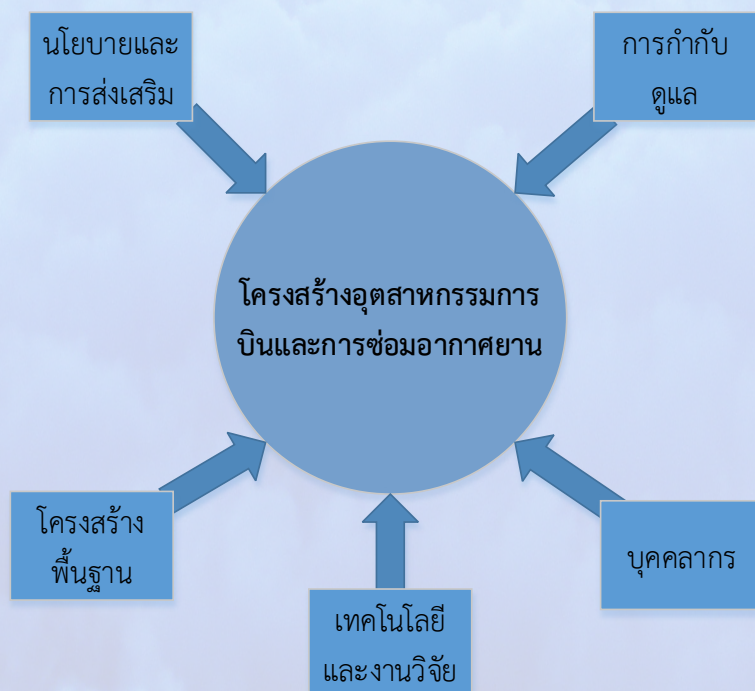 นโยบายและ
การส่งเสริม
การกำกับ
ดูแล
โครงสร้างอุตสาหกรรมการ
บินและการซ่อมอากาศยาน
โครงสร้าง
พื้นฐาน
เทคโนโลยี
และงานวิจัย
บุคคลากร